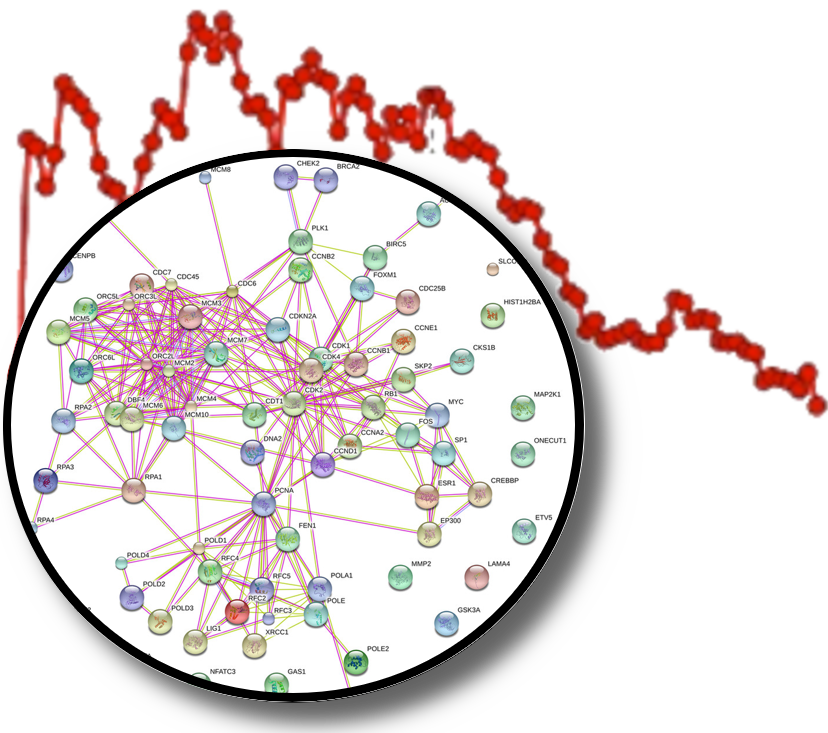 MCM8
CHEK2
BRCA2
PLK1
BIRC5
CENPB
CCNB2
SLCO
CDC7
CDC45
CDC6
FOXM1
CDC25B
ORC5L
ORC3L
MCM3
HIST1H2BA
MCM5
CDKN2A
CCNE1
MCM7
CDK1
CCNB1
CKS1B
ORC6L
ORC2L
MCM2
CDK4
SKP2
CDK2
RB1
DBF4
MCM6
MCM4
CDT1
MYC
MAP2K1
RPA2
MCM10
CCNA2
FOS
SP1
DNA2
CCND1
ONECUT1
RPA3
RPA1
PCNA
ESR1
CREBBP
RPA4
EP300
ETV5
POLD1
FEN1
POLD4
RFC4
MMP2
LAMA4
POLD2
RFC5
POLA1
RFC2
POLE
POLD3
RFC3
GSK3A
LIG1
XRCC1
POLE2
NFATC3
GAS1